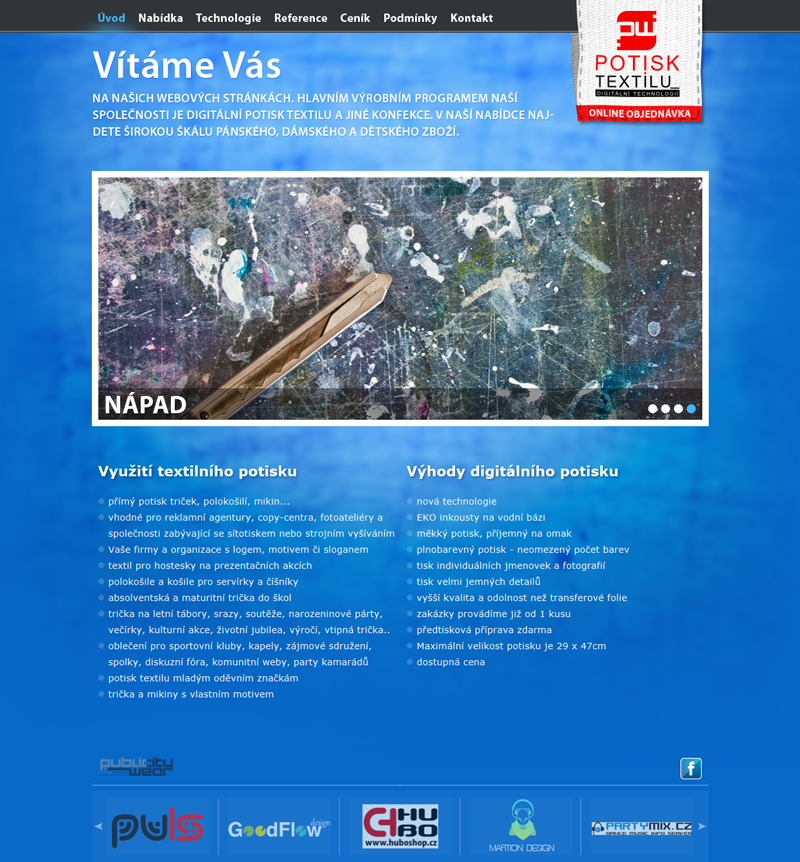 Úvod Nabídka Technologie Reference Ceník Podmínky Kontakt
PW
POTISK
TEXTILU
DIGITÁLNÍ TECHNOLOGIÍ
ONLINE OBJEDNÁVKA
Vítáme Vás
NA NAŠICH WEBOVÝCH STRÁNKÁCH. HLAVNÍM VÝROBNÍM PROGRAMEM NAŠÍ
SPOLEČNOSTI JE DIGITÁLNÍ POTISK TEXTILU A JINÉ KONFEKCE. V NAŠÍ NABÍDCE NAJ-
DETE ŠIROKOU ŠKÁLU PÁNSKÉHO, DÁMSKÉHO A DĚTSKÉHO ZBOŽÍ.
NÁPAD
Využití textilního potisku
přímý potisk triček, polokošilí, mikin...
vhodné pro reklamní agentury, copy-centra, fotoateliéry a
společnosti zabývající se sítotiskem nebo strojním vyšíváním
Vaše firmy a organizace s logem, motivem či sloganem
textil pro hostesky na prezentačních akcích
polokošile a košile pro servírky a číšníky
absolventská a maturitní trička do škol
trička na letní tábory, srazy, soutěže, narozeninové párty,
večírky, kulturní akce, životní jubilea, výročí, vtipná trička..
oblečení pro sportovní kluby, kapely, zájmové sdružení,
spolky, diskuzní fóra, komunitní weby, party kamarádů
potisk textilu mladým oděvním značkám
trička a mikiny s vlastním motivem
Výhody digitálního potisku
nová technologie
EKO inkousty na vodní bázi
měkký potisk, příjemný na omak
plnobarevný potisk - neomezený počet barev
tisk individuálních jmenovek a fotografií
tisk velmi jemných detailů
vyšší kvalita a odolnost než transferové folie
zakázky provádíme již od 1 kusu
předtisková příprava zdarma
Maximální velikost potisku je 29 x 47cm
dostupná cena
publicity
wear
f
puls
GoodFlow design
HUBO
www.huboshop.cz
MARTION DESIGN
PARTYMIX.CZ
DANCE MUSIC INFO SERVER